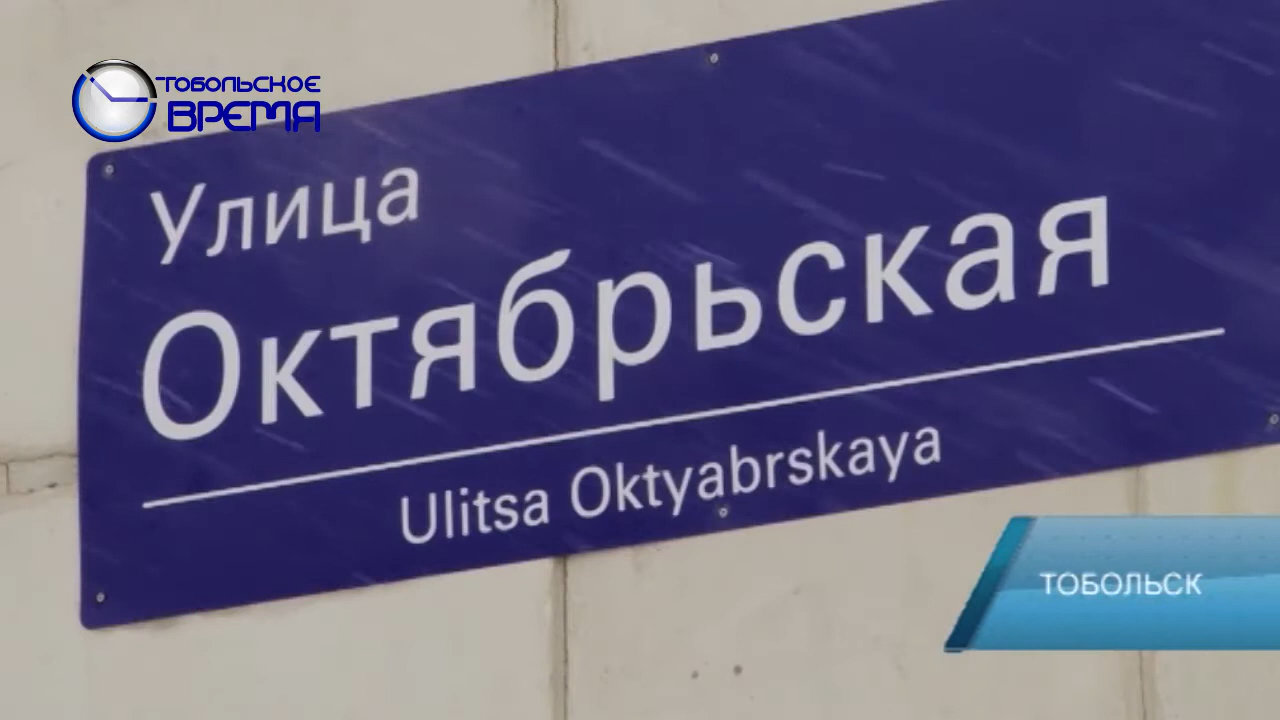 ТОБОЛЬСКОЕ
ВРЕМЯ
Улица
Октябрьская
Ulitsa Oktyabrskaya
ТОБОЛЬСК